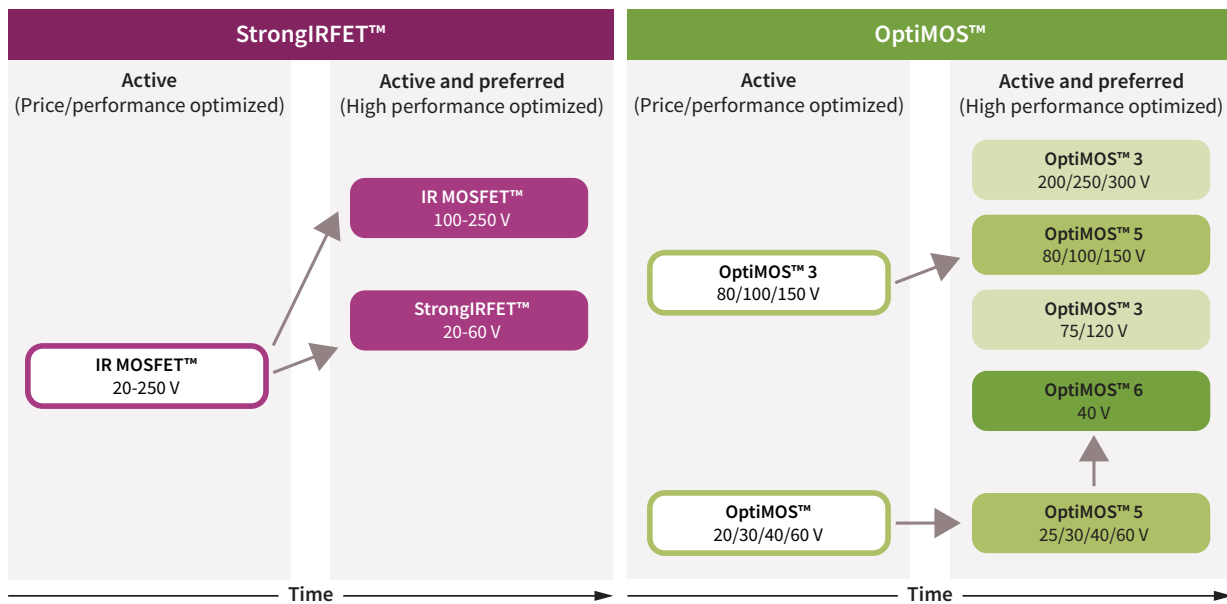 StrongIRFET™
Active
(Price/performance optimized)
Active and preferred
(High performance optimized)
IR MOSFET™
100-250 V
StrongIRFET™
20-60 V
IR MOSFET™
20-250 V
Time
OptiMOS™
Active
(Price/performance optimized)
Active and preferred
(High performance optimized)
OptiMOS™ 3
200/250/300 V
OptiMOS™ 5
80/100/150 V
OptiMOS™ 3
80/100/150 V
OptiMOS™ 3
75/120 V
OptiMOS™ 6
40 V
OptiMOS™
20/30/40/60 V
OptiMOS™ 5
25/30/40/60 V
Time